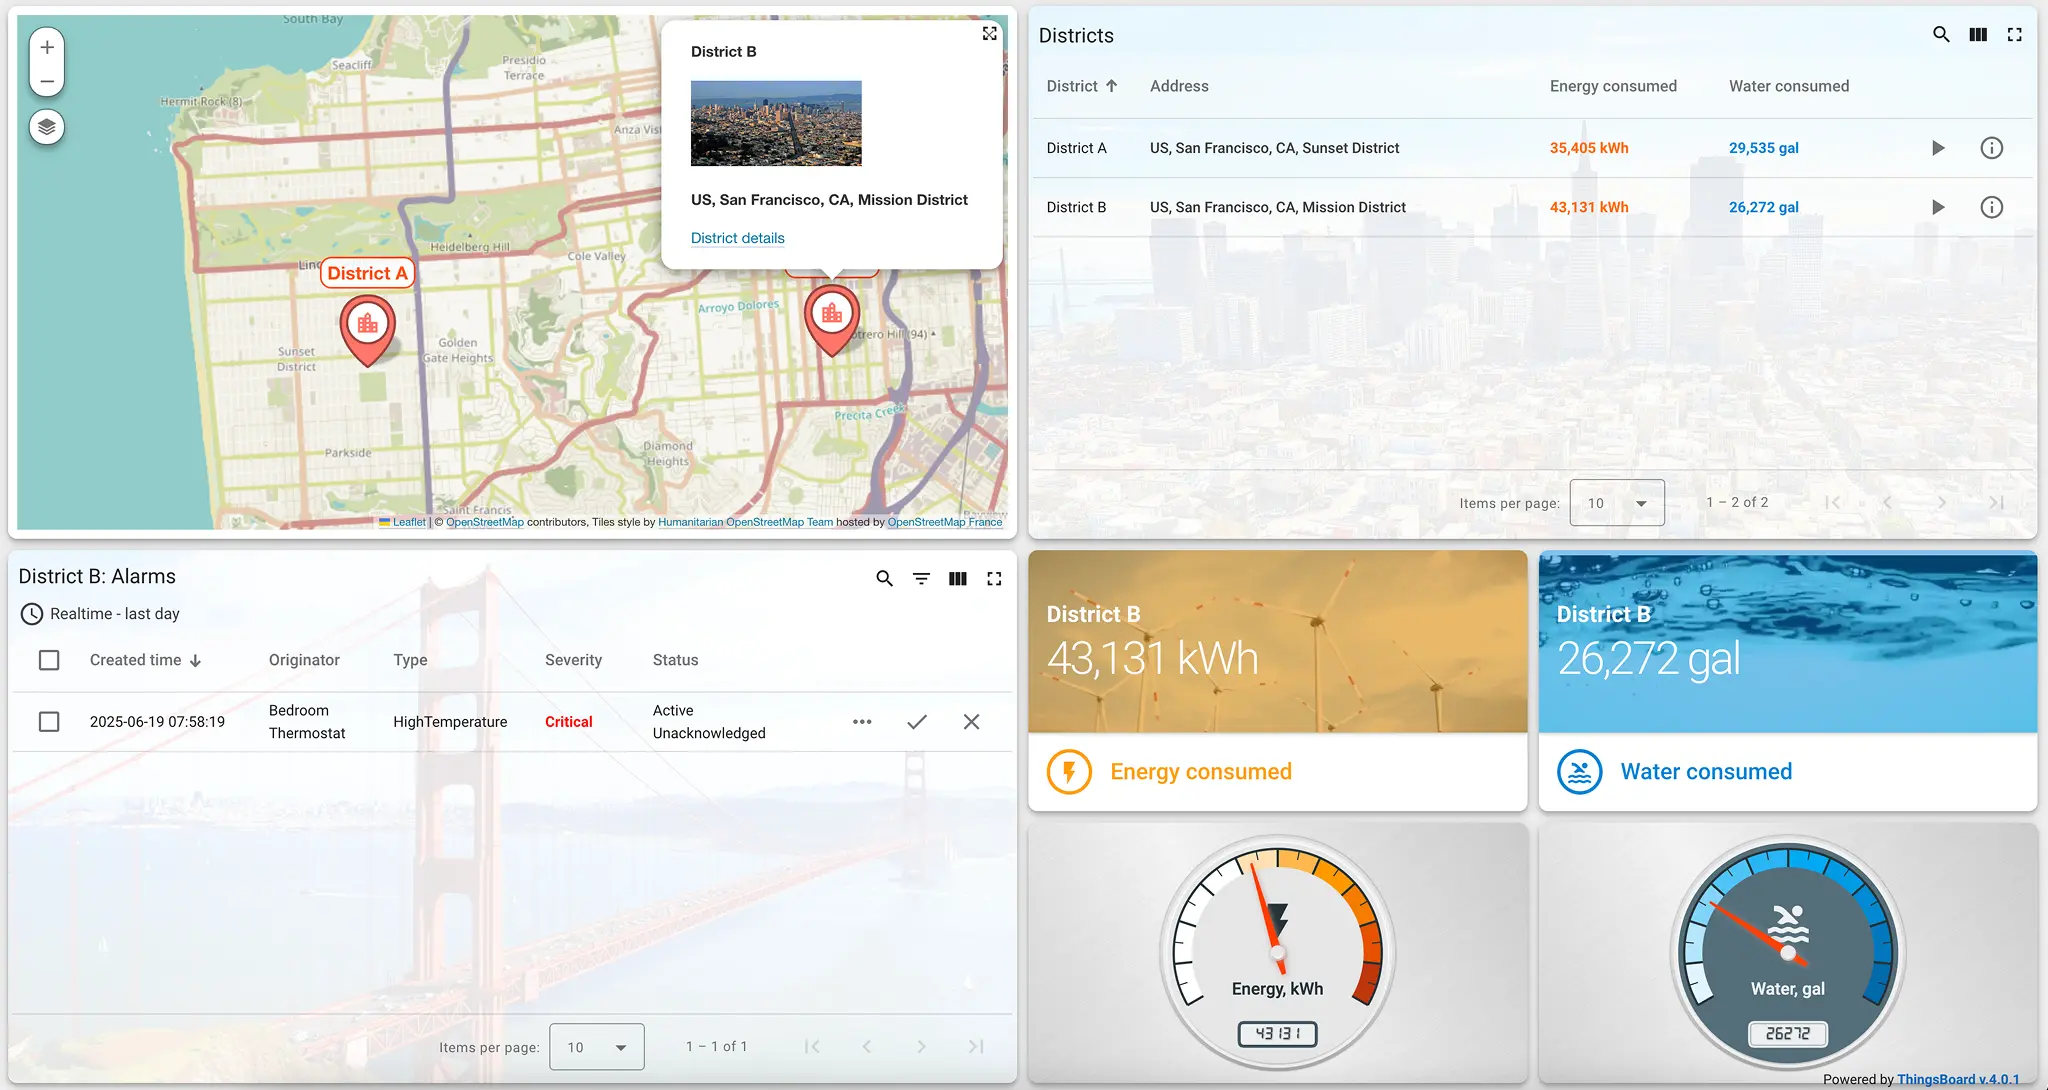 South Bay
Seacliff
Presidio
Terrace
Hermit Rock (8)
Anza Vis
Heidelberg Hill
Cole Valley
Linc
District A
Arroyo Dolores
otrero Hill (94)
Golden
Gate Heights
Sunset
District
Precita Creek
Parkside
Diamond
Heights
Saint Francis
Leaflet | © OpenStreetMap contributors, Tiles style by Humanitarian OpenStreetMap Team hosted by OpenStreetMap France
District B
US, San Francisco, CA, Mission District
District details
Districts
District Address Energy consumed Water consumed
District A US, San Francisco, CA, Sunset District 35,405 kWh 29,535 gal
District B US, San Francisco, CA, Mission District 43,131 kWh 26,272 gal
Items per page: 10 1 – 2 of 2
District B: Alarms
Realtime - last day
Created time Originator Type Severity Status
2025-06-19 07:58:19 Bedroom Thermostat HighTemperature Critical Active Unacknowledged
Items per page: 10 1 – 1 of 1
District B
43,131 kWh
Energy consumed
District B
26,272 gal
Water consumed
Energy, kWh
43131
Water, gal
26272
Powered by ThingsBoard v.4.0.1